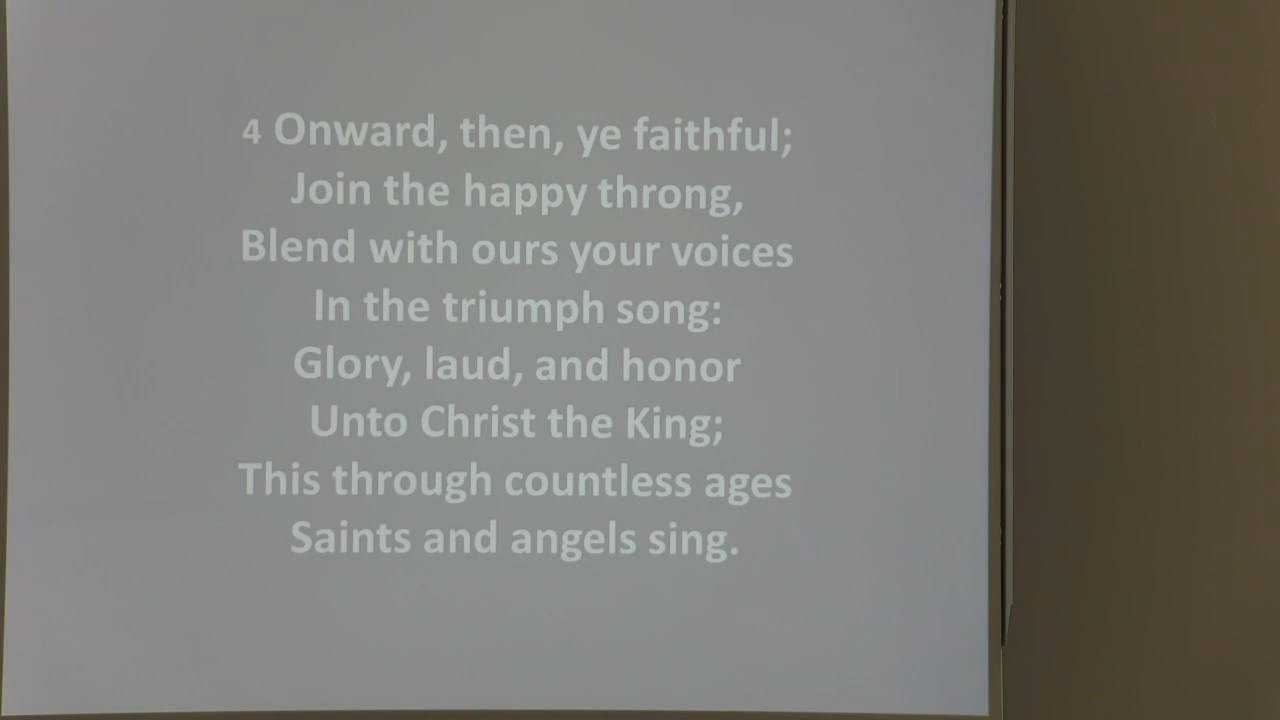 4 Onward, then, ye faithful;
Join the happy throng,
Blend with ours your voices
In the triumph song:
Glory, laud, and honor
Unto Christ the King;
This through countless ages
Saints and angels sing.